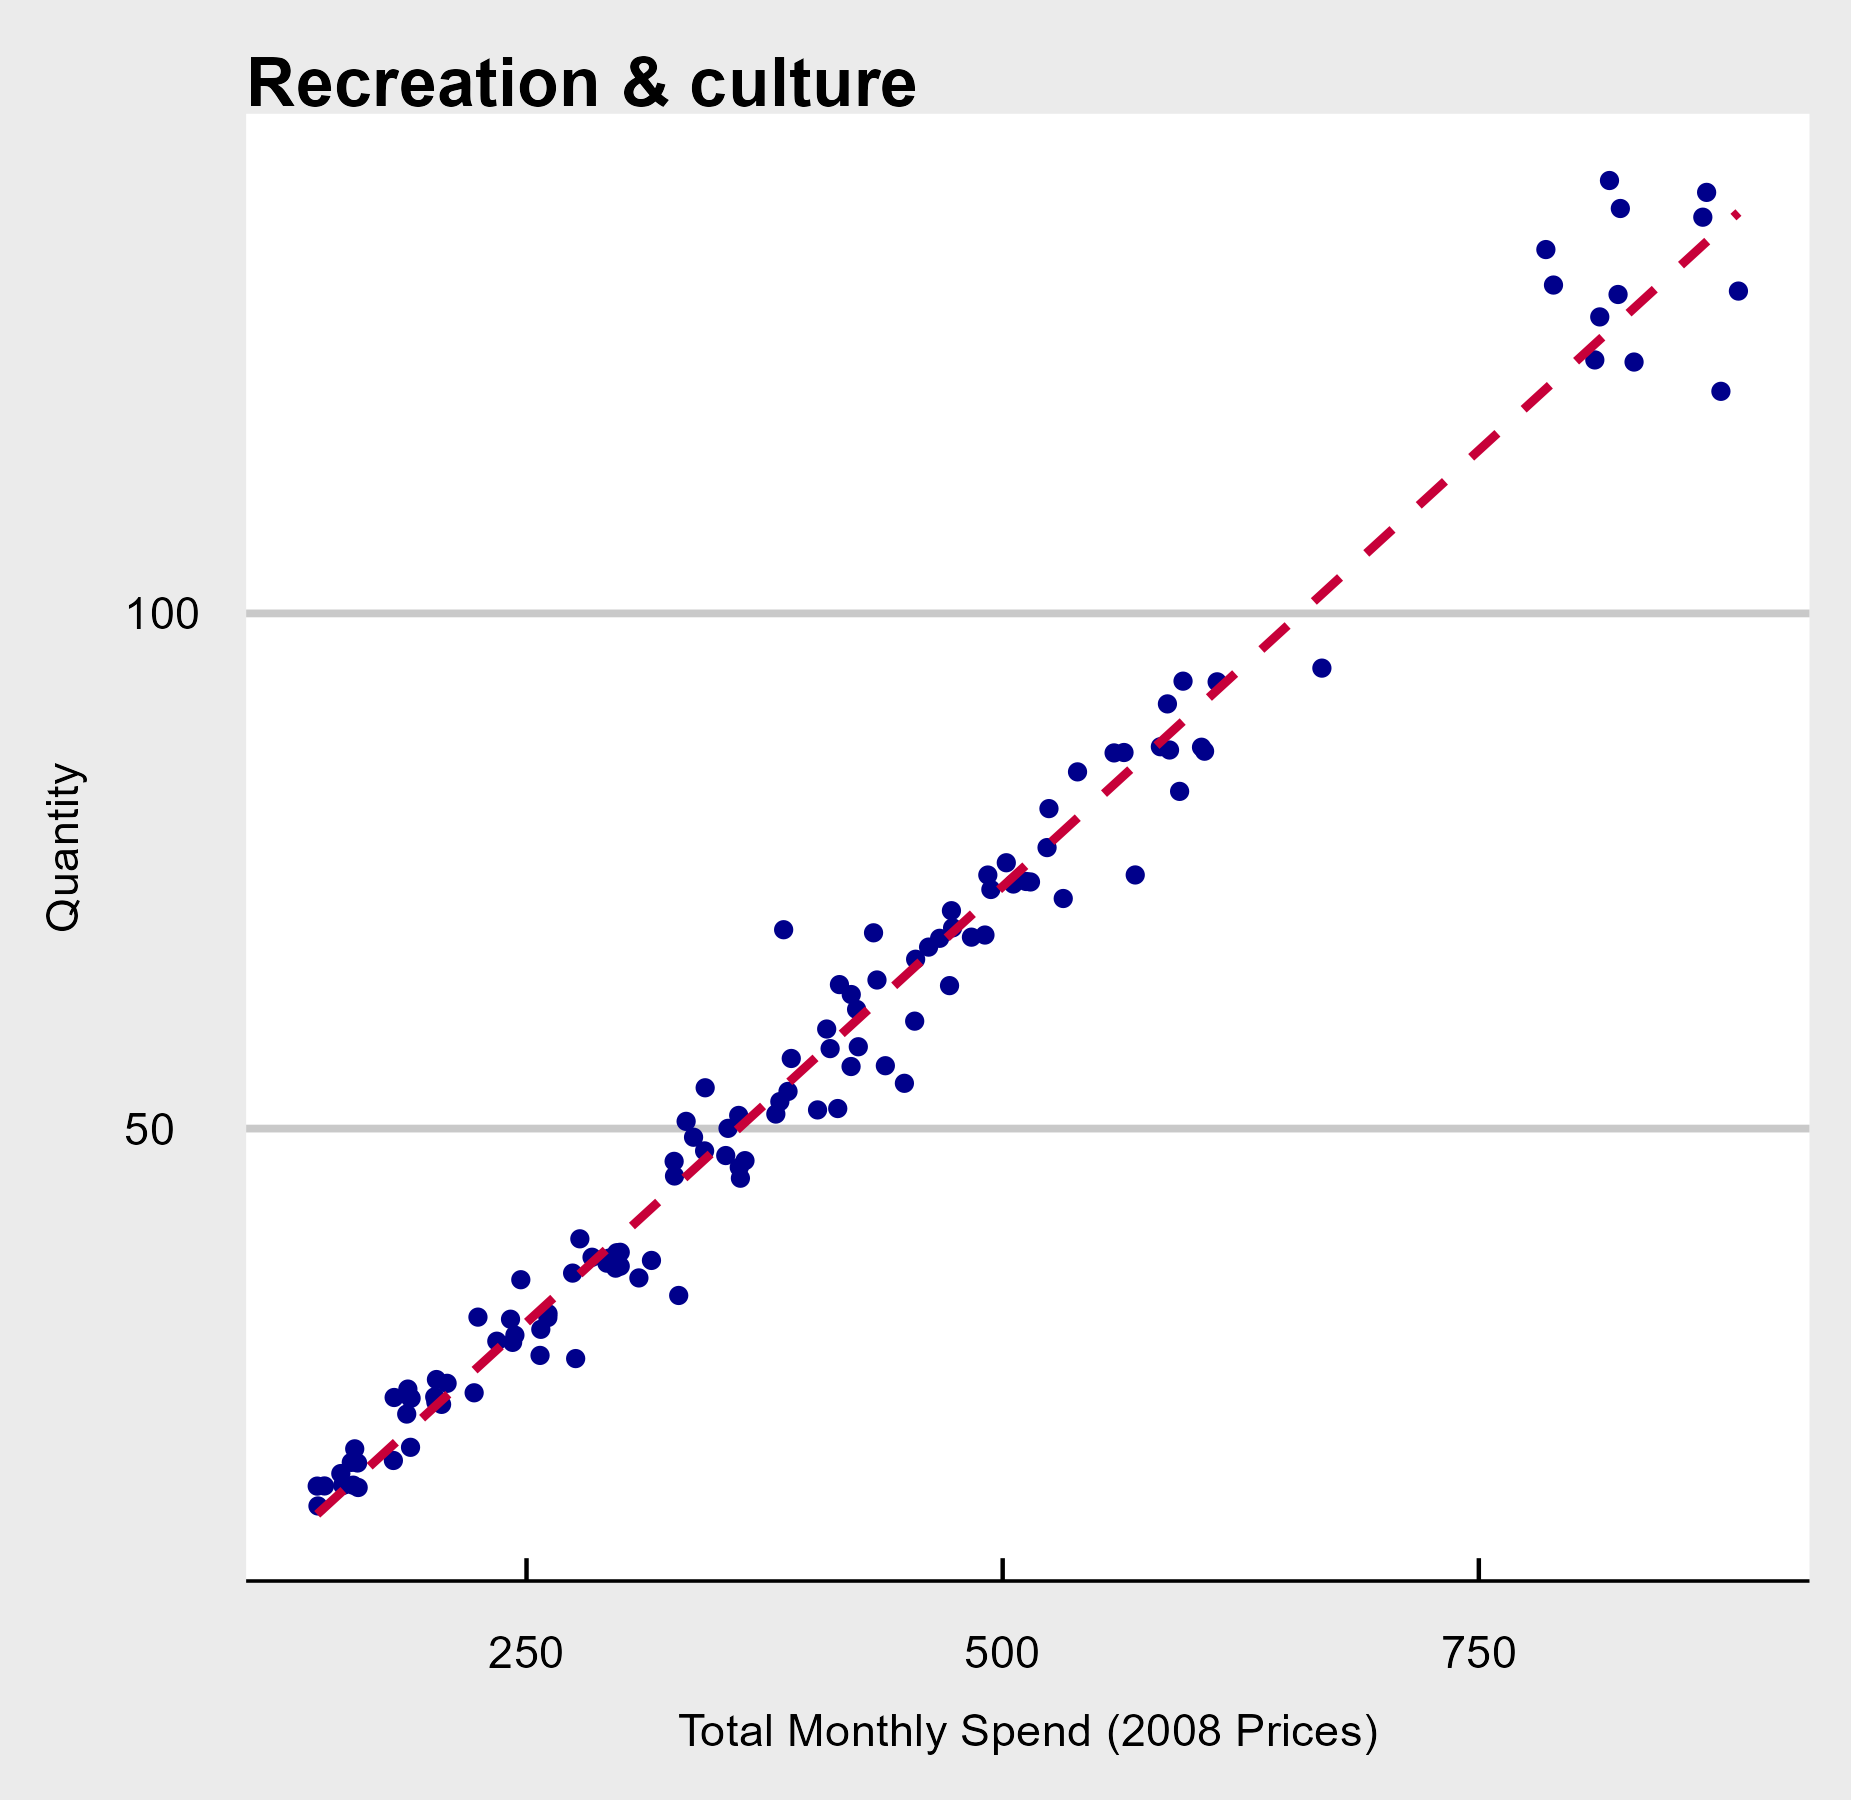 Recreation & culture
100
Quantity
50
250 500 750
Total Monthly Spend (2008 Prices)